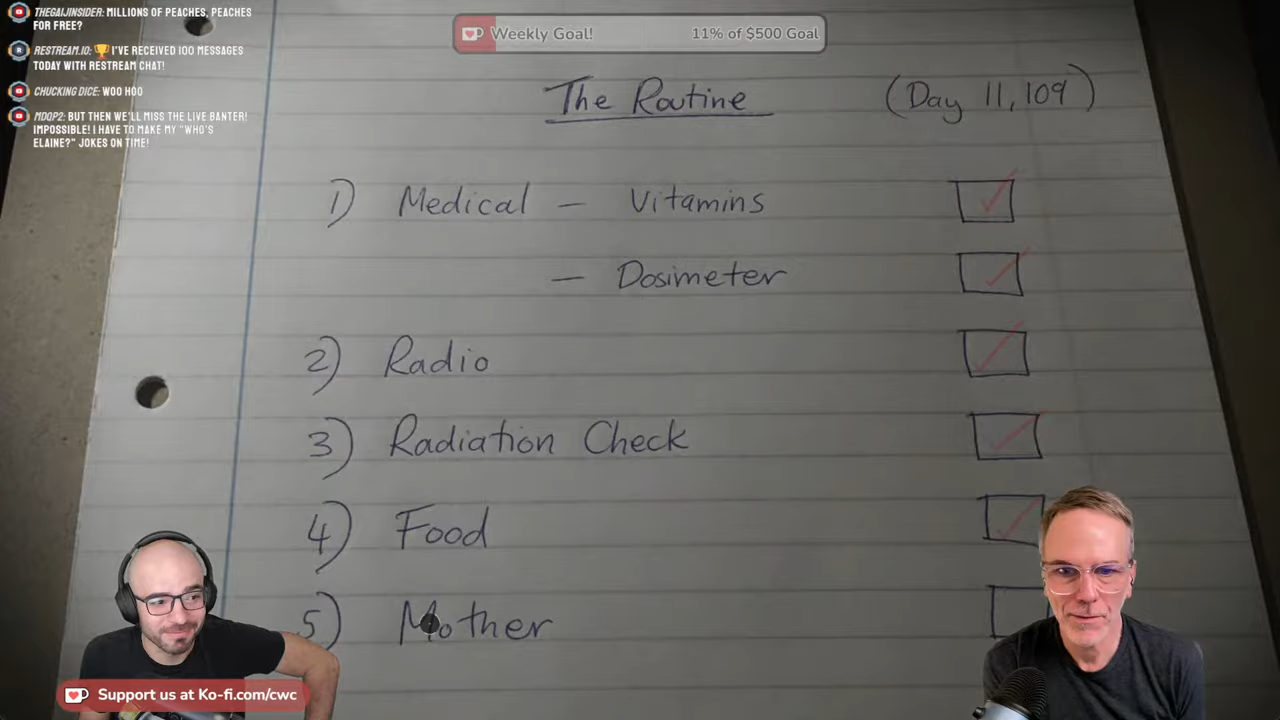 THEGAIJINSIDER: MILLIONS OF PEACHES, PEACHES
FOR FREE?
RESTREAM.IO: 🏆 I'VE RECEIVED 100 MESSAGES
TODAY WITH RESTREAM CHAT!
CHUCKING DICE: WOO HOO
MDQP2: BUT THEN WE'LL MISS THE LIVE BANTER!
IMPOSSIBLE! I HAVE TO MAKE MY "WHO'S
ELAINE?" JOKES ON TIME!
Weekly Goal! 11% of $500 Goal
The Routine (Day 11,109)
1) Medical – Vitamins
– Dosimeter
2) Radio
3) Radiation Check
4) Food
5) Mother
Support us at Ko-fi.com/cwc